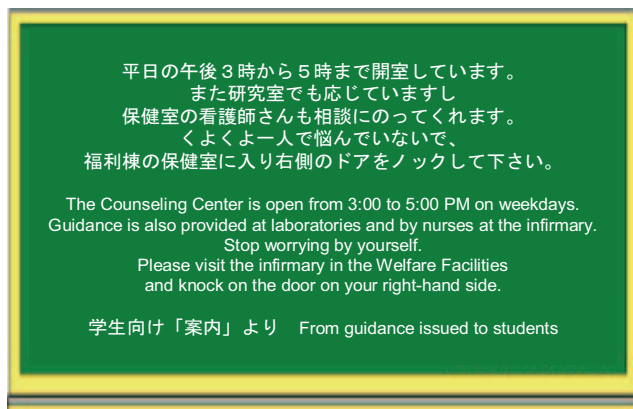 平日の午後３時から５時まで開室しています。
また研究室でも応じていますし
保健室の看護師さんも相談にのってくれます。
くよくよ一人で悩んでいないで、
福利棟の保健室に入り右側のドアをノックして下さい。
The Counseling Center is open from 3:00 to 5:00 PM on weekdays.
Guidance is also provided at laboratories and by nurses at the infirmary.
Stop worrying by yourself.
Please visit the infirmary in the Welfare Facilities
and knock on the door on your right-hand side.
学生向け「案内」より　From guidance issued to students